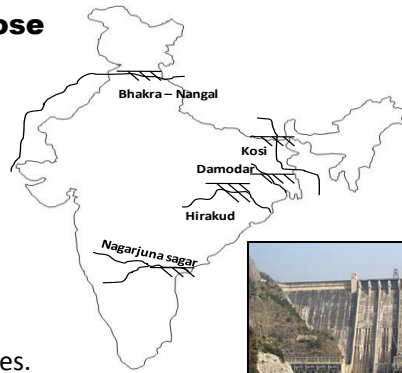 ose
Bhakra – Nangal
Kosi
Damodar
Hirakud
Nagarjuna sagar
es.